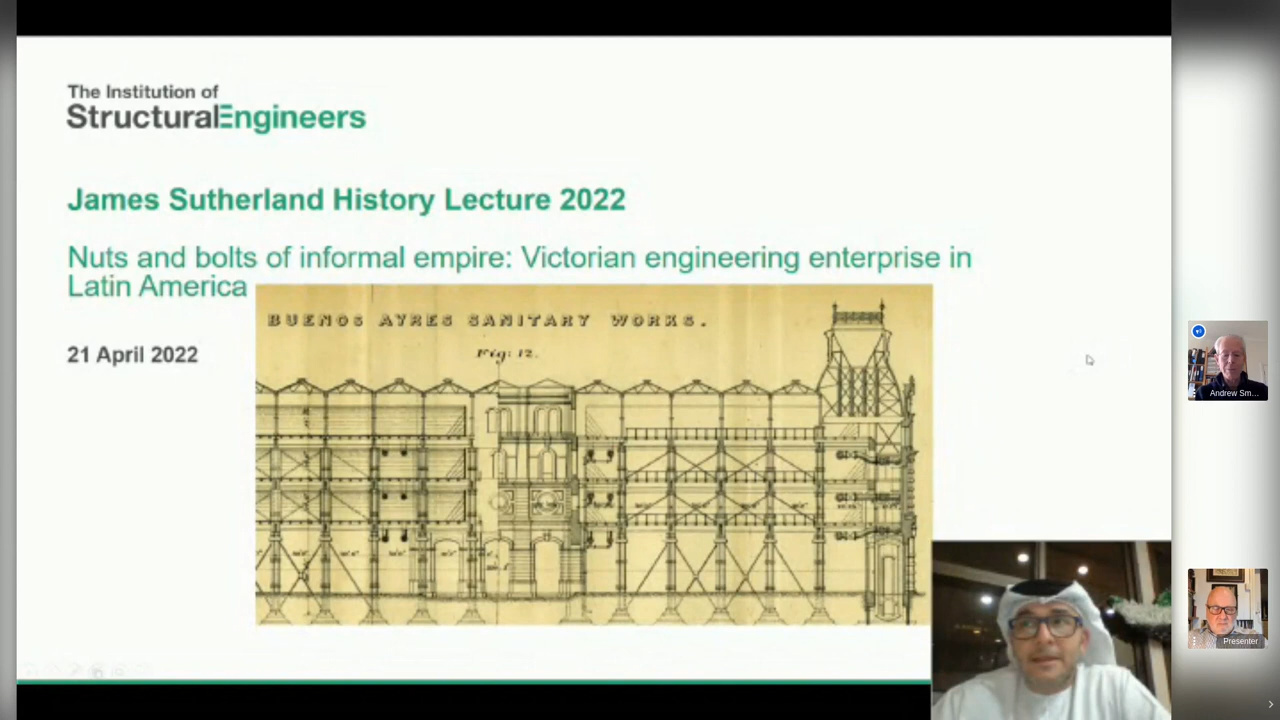 The Institution of
StructuralEngineers
James Sutherland History Lecture 2022
Nuts and bolts of informal empire: Victorian engineering enterprise in
Latin America
BUENOS AYRES SANITARY WORKS.
Fig: 12.
21 April 2022
Andrew Sm...
Presenter